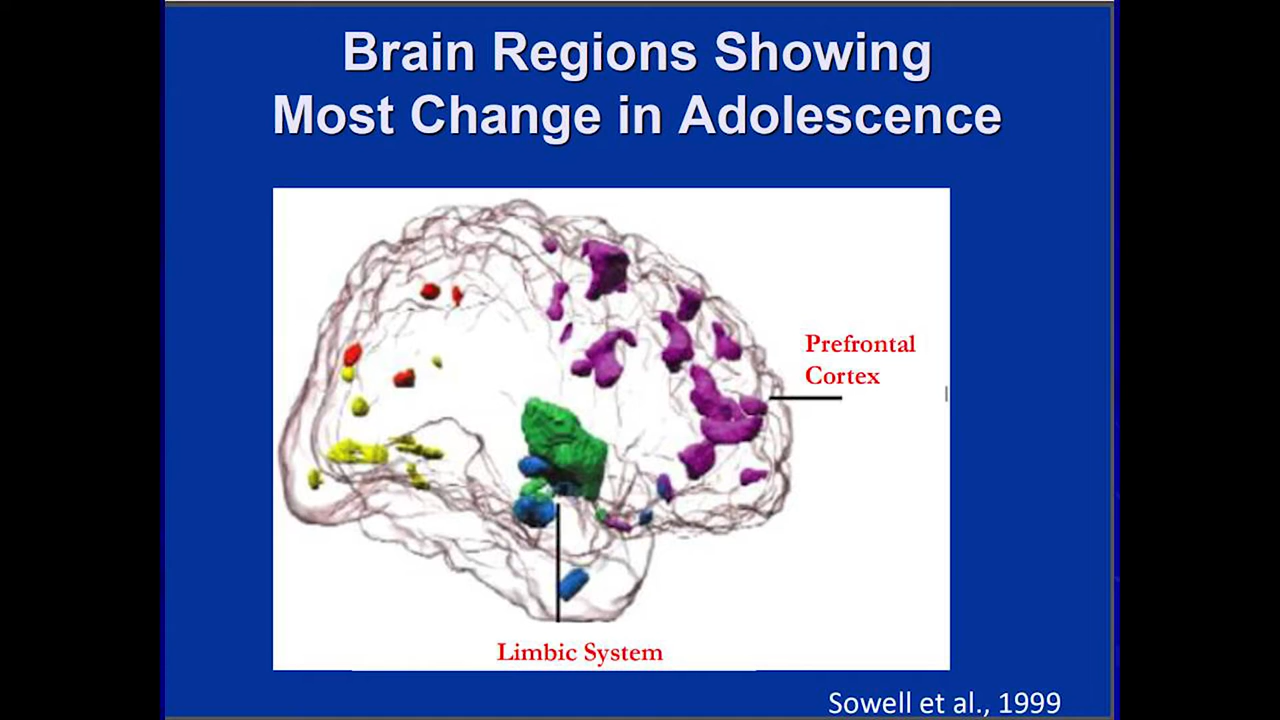 Brain Regions Showing
Most Change in Adolescence
Prefrontal
Cortex
Limbic System
Sowell et al., 1999